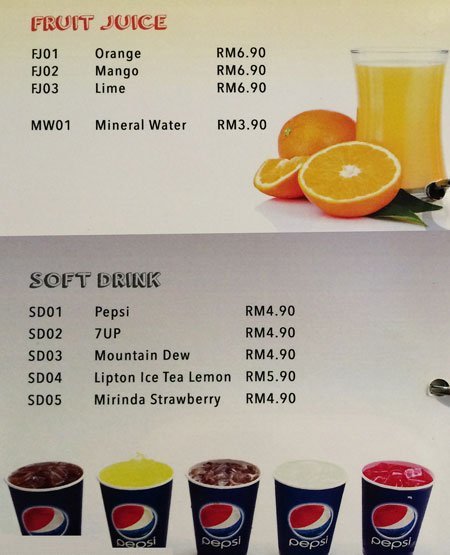 FRUIT JUICE
FJ01 Orange RM6.90
FJ02 Mango RM6.90
FJ03 Lime RM6.90
MW01 Mineral Water RM3.90
SOFT DRINK
SD01 Pepsi RM4.90
SD02 7UP RM4.90
SD03 Mountain Dew RM4.90
SD04 Lipton Ice Tea Lemon RM5.90
SD05 Mirinda Strawberry RM4.90
pepsi pepsi pepsi pepsi